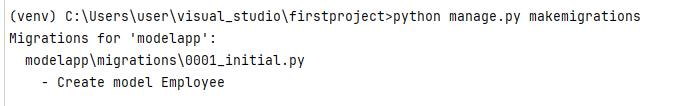 (venv) C:\Users\user\visual_studio\firstproject>python manage.py makemigrations
Migrations for 'modelapp':
  modelapp\migrations\0001_initial.py
    - Create model Employee